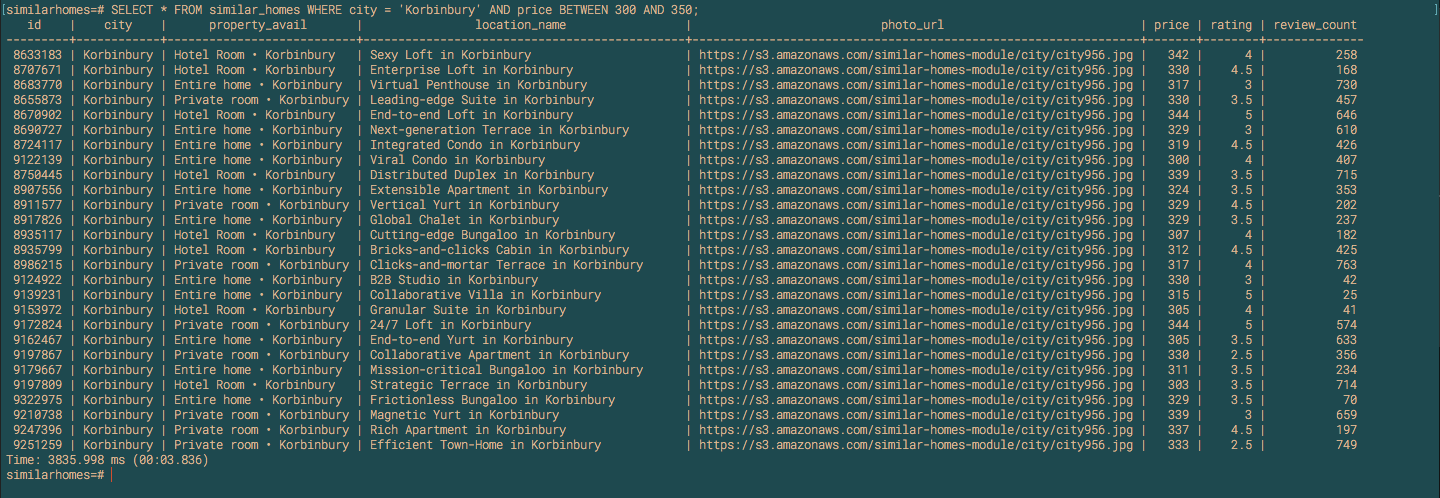 [similarhomes=# SELECT * FROM similar_homes WHERE city = 'Korbinbury' AND price BETWEEN 300 AND 350; ]
id | city | property_avail | location_name | photo_url | price | rating | review_count
---------+------------+---------------------------+----------------------------------------------+----------------------------------------------------------------+-------+--------+--------------
8633183 | Korbinbury | Hotel Room • Korbinbury | Sexy Loft in Korbinbury | https://s3.amazonaws.com/similar-homes-module/city/city956.jpg | 342 | 4 | 258
8707671 | Korbinbury | Hotel Room • Korbinbury | Enterprise Loft in Korbinbury | https://s3.amazonaws.com/similar-homes-module/city/city956.jpg | 330 | 4.5 | 168
8683770 | Korbinbury | Entire home • Korbinbury | Virtual Penthouse in Korbinbury | https://s3.amazonaws.com/similar-homes-module/city/city956.jpg | 317 | 3 | 730
8655873 | Korbinbury | Private room • Korbinbury | Leading-edge Suite in Korbinbury | https://s3.amazonaws.com/similar-homes-module/city/city956.jpg | 330 | 3.5 | 457
8670902 | Korbinbury | Hotel Room • Korbinbury | End-to-end Loft in Korbinbury | https://s3.amazonaws.com/similar-homes-module/city/city956.jpg | 344 | 5 | 646
8690727 | Korbinbury | Entire home • Korbinbury | Next-generation Terrace in Korbinbury | https://s3.amazonaws.com/similar-homes-module/city/city956.jpg | 329 | 3 | 610
8724117 | Korbinbury | Entire home • Korbinbury | Integrated Condo in Korbinbury | https://s3.amazonaws.com/similar-homes-module/city/city956.jpg | 319 | 4.5 | 426
9122139 | Korbinbury | Entire home • Korbinbury | Viral Condo in Korbinbury | https://s3.amazonaws.com/similar-homes-module/city/city956.jpg | 300 | 4 | 407
8750445 | Korbinbury | Hotel Room • Korbinbury | Distributed Duplex in Korbinbury | https://s3.amazonaws.com/similar-homes-module/city/city956.jpg | 339 | 3.5 | 715
8907556 | Korbinbury | Entire home • Korbinbury | Extensible Apartment in Korbinbury | https://s3.amazonaws.com/similar-homes-module/city/city956.jpg | 324 | 3.5 | 353
8911577 | Korbinbury | Private room • Korbinbury | Vertical Yurt in Korbinbury | https://s3.amazonaws.com/similar-homes-module/city/city956.jpg | 329 | 4.5 | 202
8917826 | Korbinbury | Entire home • Korbinbury | Global Chalet in Korbinbury | https://s3.amazonaws.com/similar-homes-module/city/city956.jpg | 329 | 3.5 | 237
8935117 | Korbinbury | Hotel Room • Korbinbury | Cutting-edge Bungaloo in Korbinbury | https://s3.amazonaws.com/similar-homes-module/city/city956.jpg | 307 | 4 | 182
8935799 | Korbinbury | Hotel Room • Korbinbury | Bricks-and-clicks Cabin in Korbinbury | https://s3.amazonaws.com/similar-homes-module/city/city956.jpg | 312 | 4.5 | 425
8986215 | Korbinbury | Private room • Korbinbury | Clicks-and-mortar Terrace in Korbinbury | https://s3.amazonaws.com/similar-homes-module/city/city956.jpg | 317 | 4 | 763
9124922 | Korbinbury | Entire home • Korbinbury | B2B Studio in Korbinbury | https://s3.amazonaws.com/similar-homes-module/city/city956.jpg | 330 | 3 | 42
9139231 | Korbinbury | Entire home • Korbinbury | Collaborative Villa in Korbinbury | https://s3.amazonaws.com/similar-homes-module/city/city956.jpg | 315 | 5 | 25
9153972 | Korbinbury | Hotel Room • Korbinbury | Granular Suite in Korbinbury | https://s3.amazonaws.com/similar-homes-module/city/city956.jpg | 305 | 4 | 41
9172824 | Korbinbury | Private room • Korbinbury | 24/7 Loft in Korbinbury | https://s3.amazonaws.com/similar-homes-module/city/city956.jpg | 344 | 5 | 574
9162467 | Korbinbury | Entire home • Korbinbury | End-to-end Yurt in Korbinbury | https://s3.amazonaws.com/similar-homes-module/city/city956.jpg | 305 | 3.5 | 633
9197867 | Korbinbury | Private room • Korbinbury | Collaborative Apartment in Korbinbury | https://s3.amazonaws.com/similar-homes-module/city/city956.jpg | 330 | 2.5 | 356
9179667 | Korbinbury | Entire home • Korbinbury | Mission-critical Bungaloo in Korbinbury | https://s3.amazonaws.com/similar-homes-module/city/city956.jpg | 311 | 3.5 | 234
9197809 | Korbinbury | Hotel Room • Korbinbury | Strategic Terrace in Korbinbury | https://s3.amazonaws.com/similar-homes-module/city/city956.jpg | 303 | 3.5 | 714
9322975 | Korbinbury | Entire home • Korbinbury | Frictionless Bungaloo in Korbinbury | https://s3.amazonaws.com/similar-homes-module/city/city956.jpg | 329 | 3.5 | 70
9210738 | Korbinbury | Private room • Korbinbury | Magnetic Yurt in Korbinbury | https://s3.amazonaws.com/similar-homes-module/city/city956.jpg | 339 | 3 | 659
9247396 | Korbinbury | Private room • Korbinbury | Rich Apartment in Korbinbury | https://s3.amazonaws.com/similar-homes-module/city/city956.jpg | 337 | 4.5 | 197
9251259 | Korbinbury | Private room • Korbinbury | Efficient Town-Home in Korbinbury | https://s3.amazonaws.com/similar-homes-module/city/city956.jpg | 333 | 2.5 | 749
Time: 3835.998 ms (00:03.836)
similarhomes=#